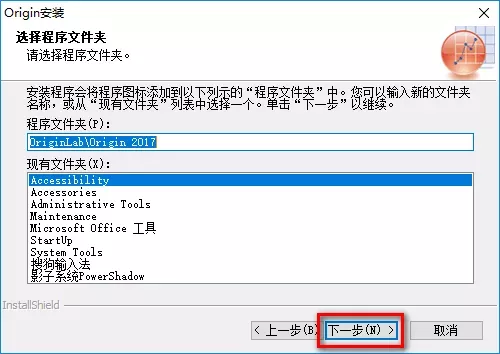 Origin安装
选择程序文件夹
请选择程序文件夹。
安装程序会将程序图标添加到以下列示的“程序文件夹”中。您可以输入新的文件夹
名称，或从“现有文件夹”列表中选择一个。单击“下一步”以继续。
程序文件夹(P):
OriginLab\Origin 2017
现有文件夹(X):
Accessibility
Accessories
Administrative Tools
Maintenance
Microsoft Office 工具
StartUp
System Tools
搜狗输入法
影子系统PowerShadow
InstallShield
< 上一步(B) 下一步(N) > 取消